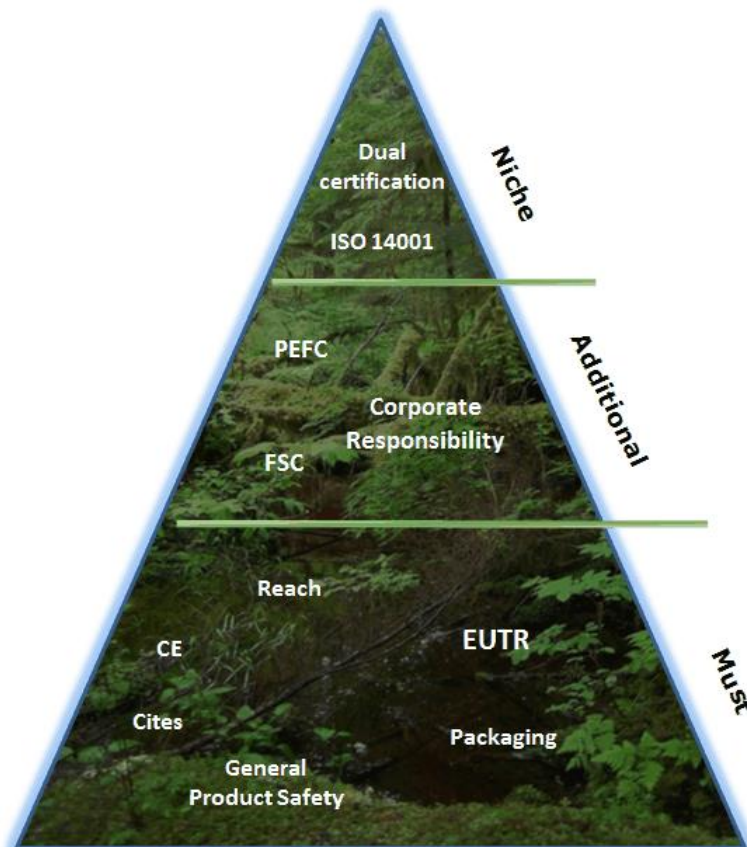 Dual
certification
Niche
ISO 14001
PEFC
Additional
Corporate
Responsibility
FSC
Reach
EUTR
CE
Must
Cites
Packaging
General
Product Safety